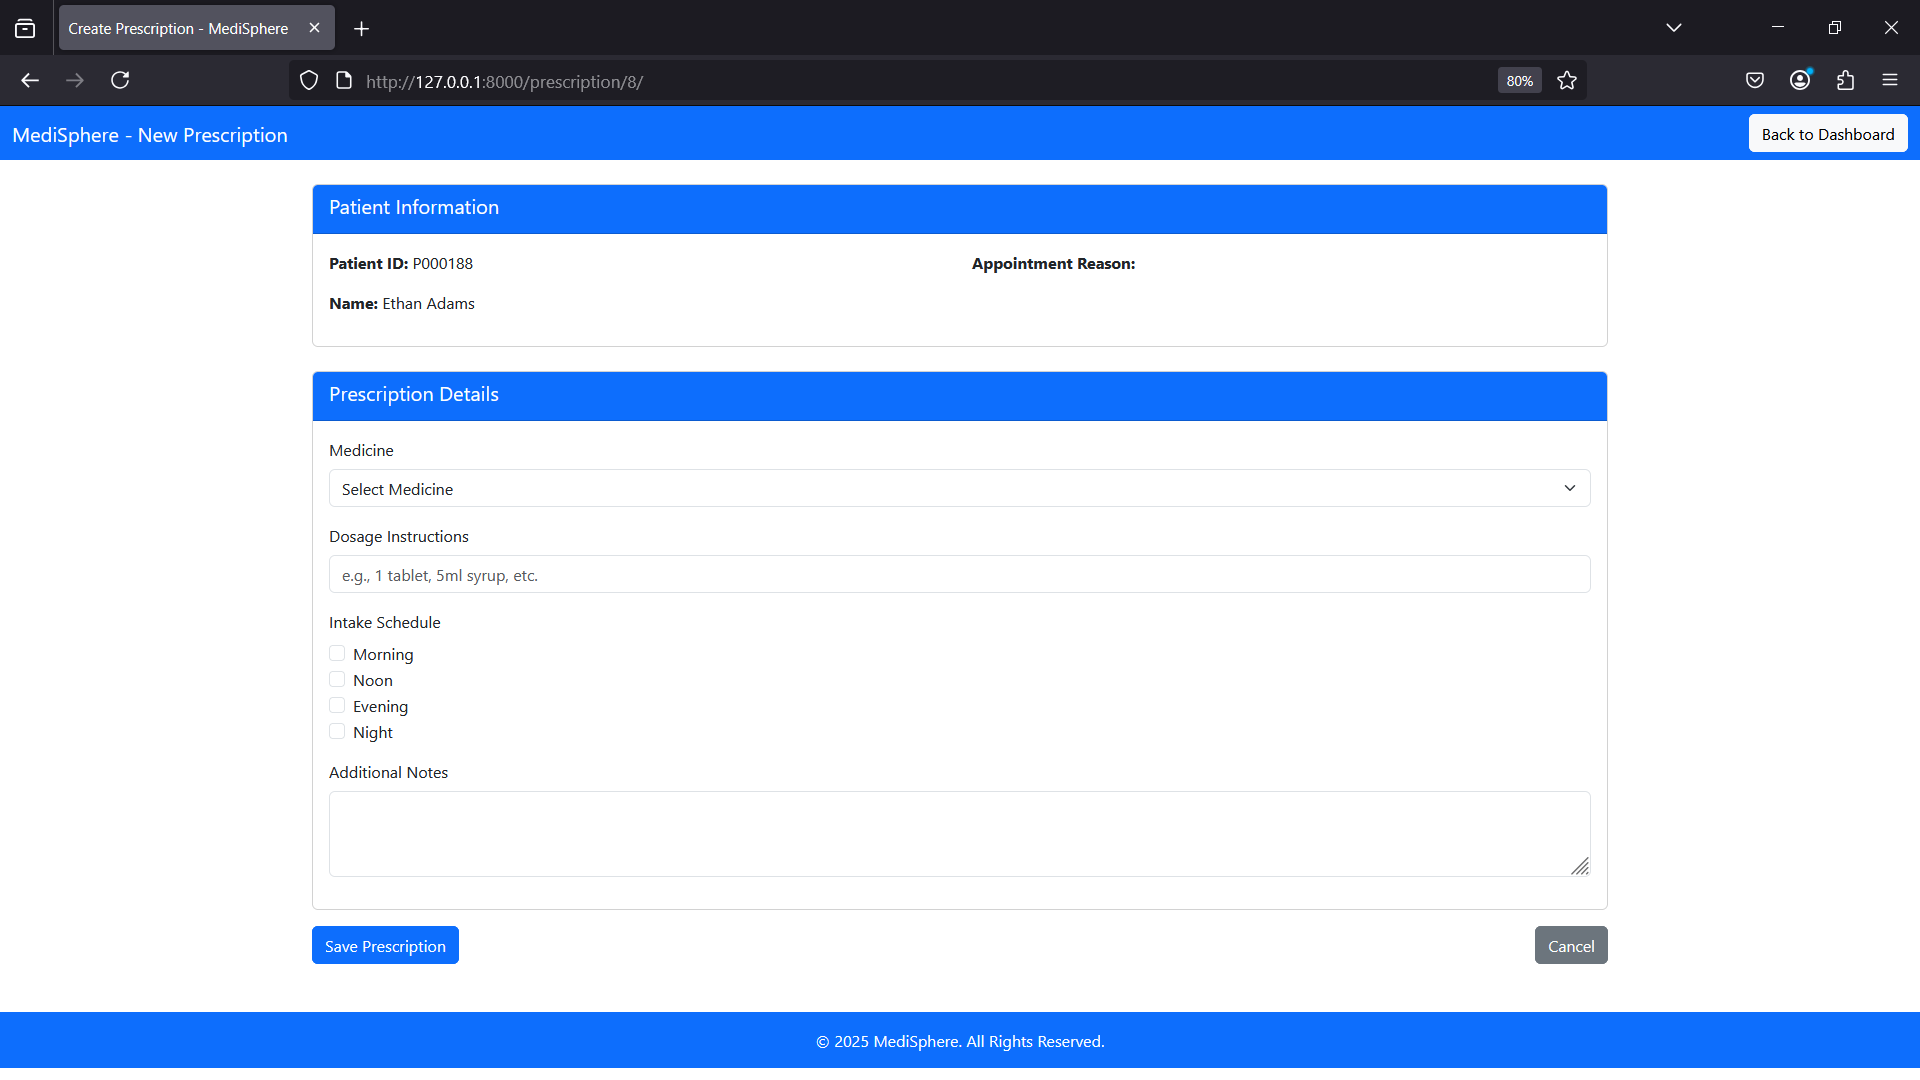 Create Prescription - MediSphere
http://127.0.0.1:8000/prescription/8/
80%
MediSphere - New Prescription
Back to Dashboard
Patient Information
Patient ID: P000188
Appointment Reason:
Name: Ethan Adams
Prescription Details
Medicine
Select Medicine
Dosage Instructions
e.g., 1 tablet, 5ml syrup, etc.
Intake Schedule
Morning
Noon
Evening
Night
Additional Notes
Save Prescription
Cancel
© 2025 MediSphere. All Rights Reserved.